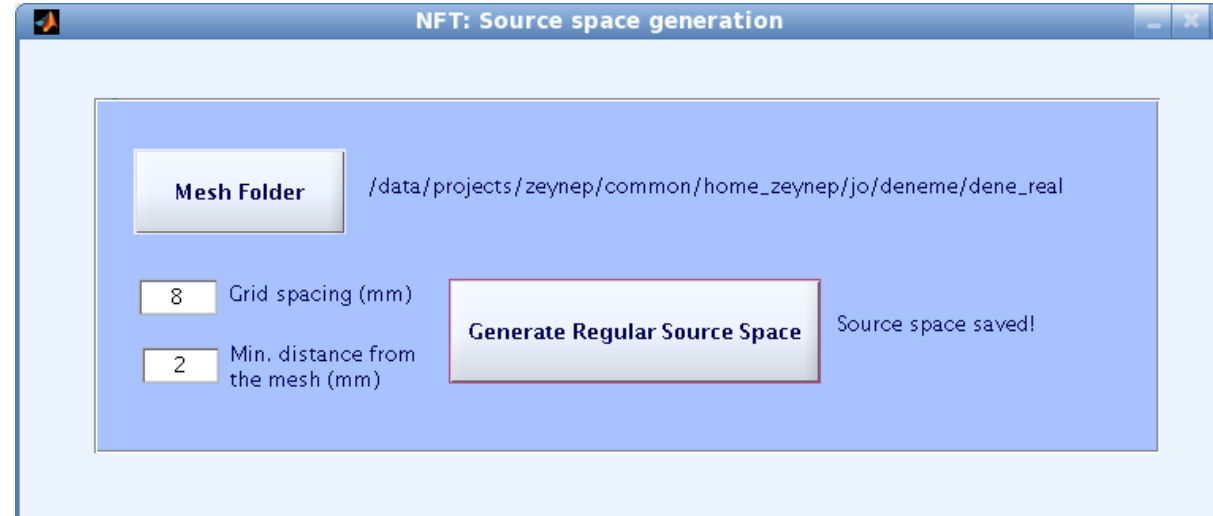 NFT: Source space generation
Mesh Folder
/data/projects/zeynep/common/home_zeynep/jo/deneme/dene_real
8
Grid spacing (mm)
2
Min. distance from
the mesh (mm)
Generate Regular Source Space
Source space saved!